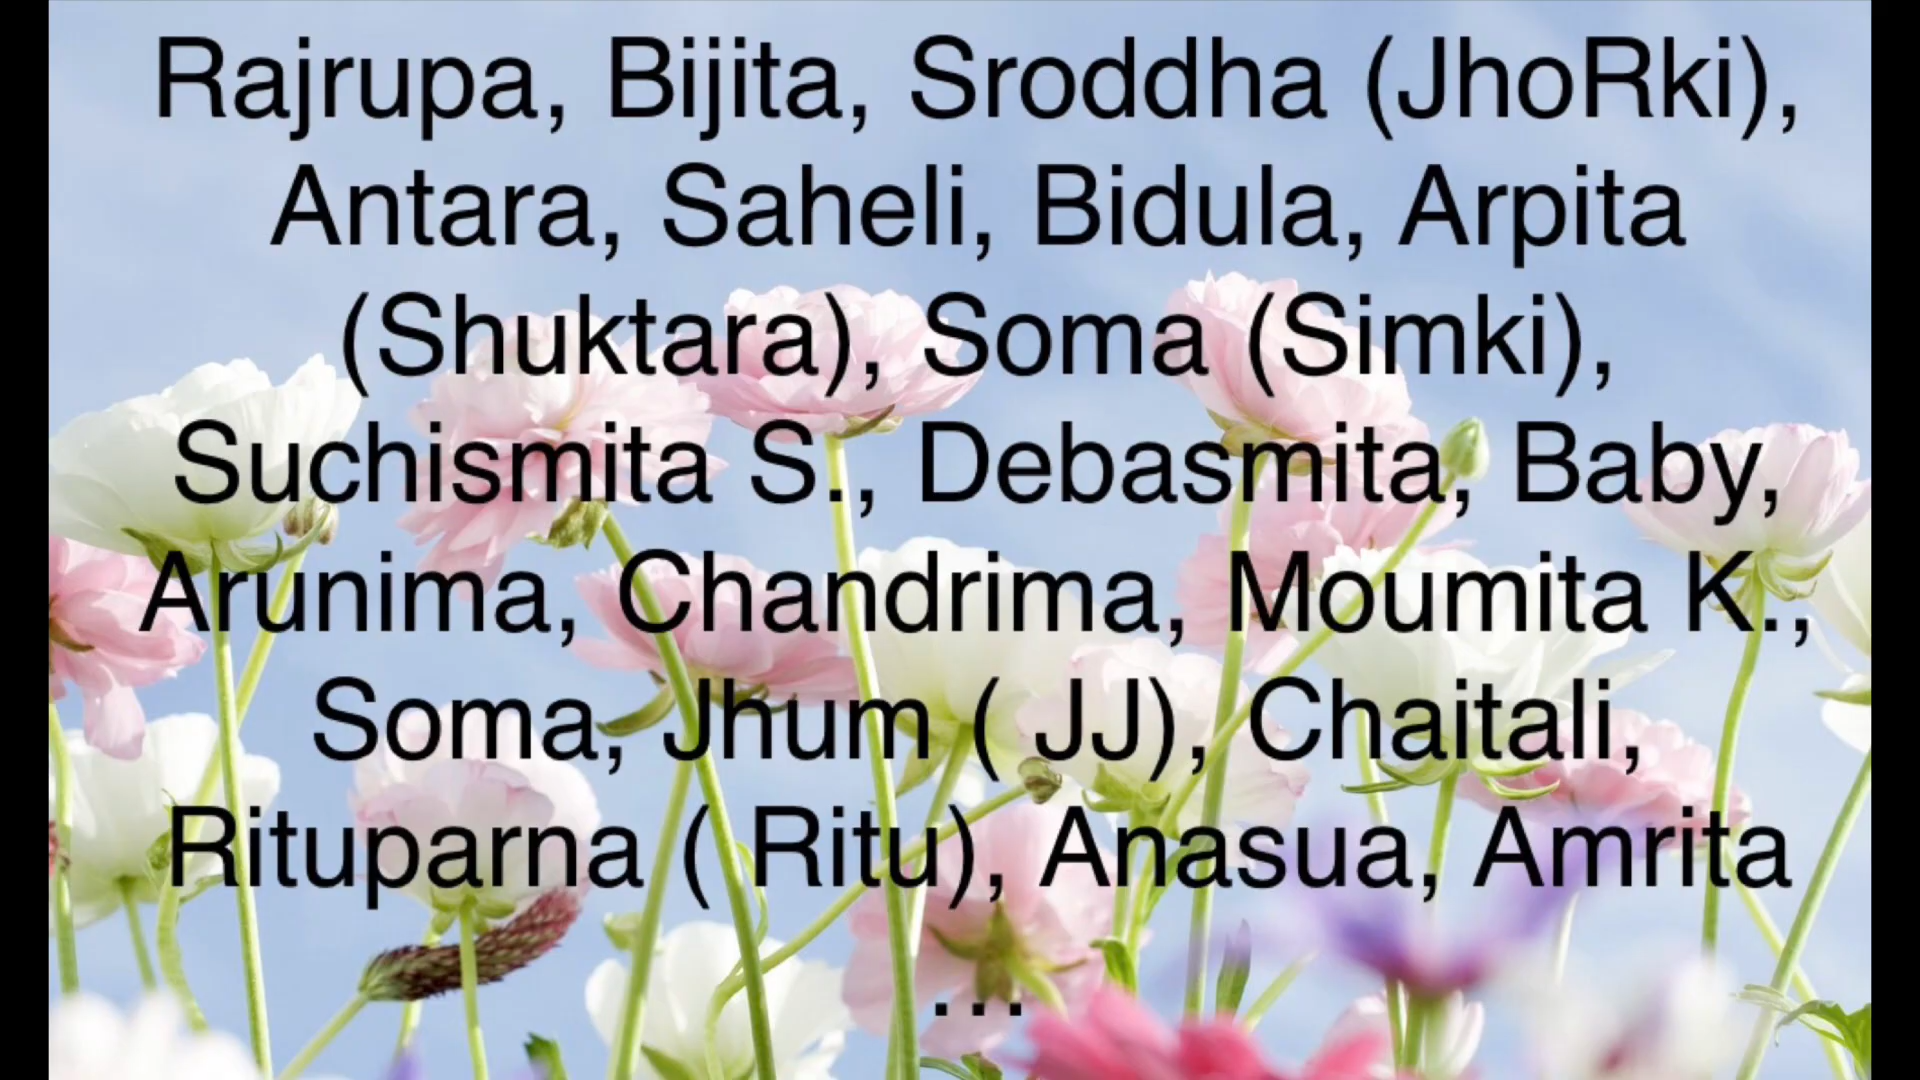 Rajrupa, Bijita, Sroddha (JhoRki),
Antara, Saheli, Bidula, Arpita
(Shuktara), Soma (Simki),
Suchismita S., Debasmita, Baby,
Arunima, Chandrima, Moumita K.,
Soma, Jhum ( JJ), Chaitali,
Rituparna ( Ritu), Anasua, Amrita
...